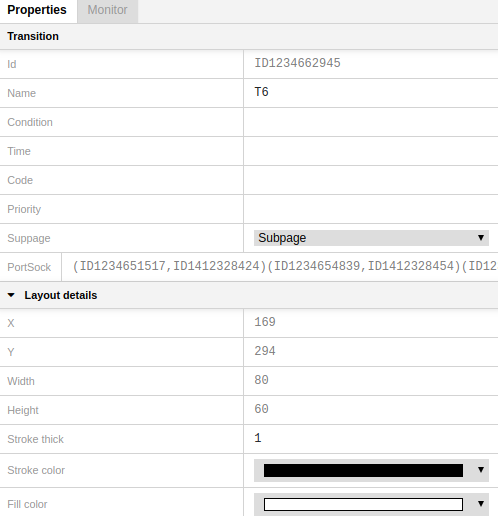 Properties Monitor
Transition
Id ID1234662945
Name T6
Condition
Time
Code
Priority
Suppage Subpage
PortSock (ID1234651517,ID1412328424)(ID1234654839,ID1412328454)(ID12
Layout details
X 169
Y 294
Width 80
Height 60
Stroke thick 1
Stroke color
Fill color